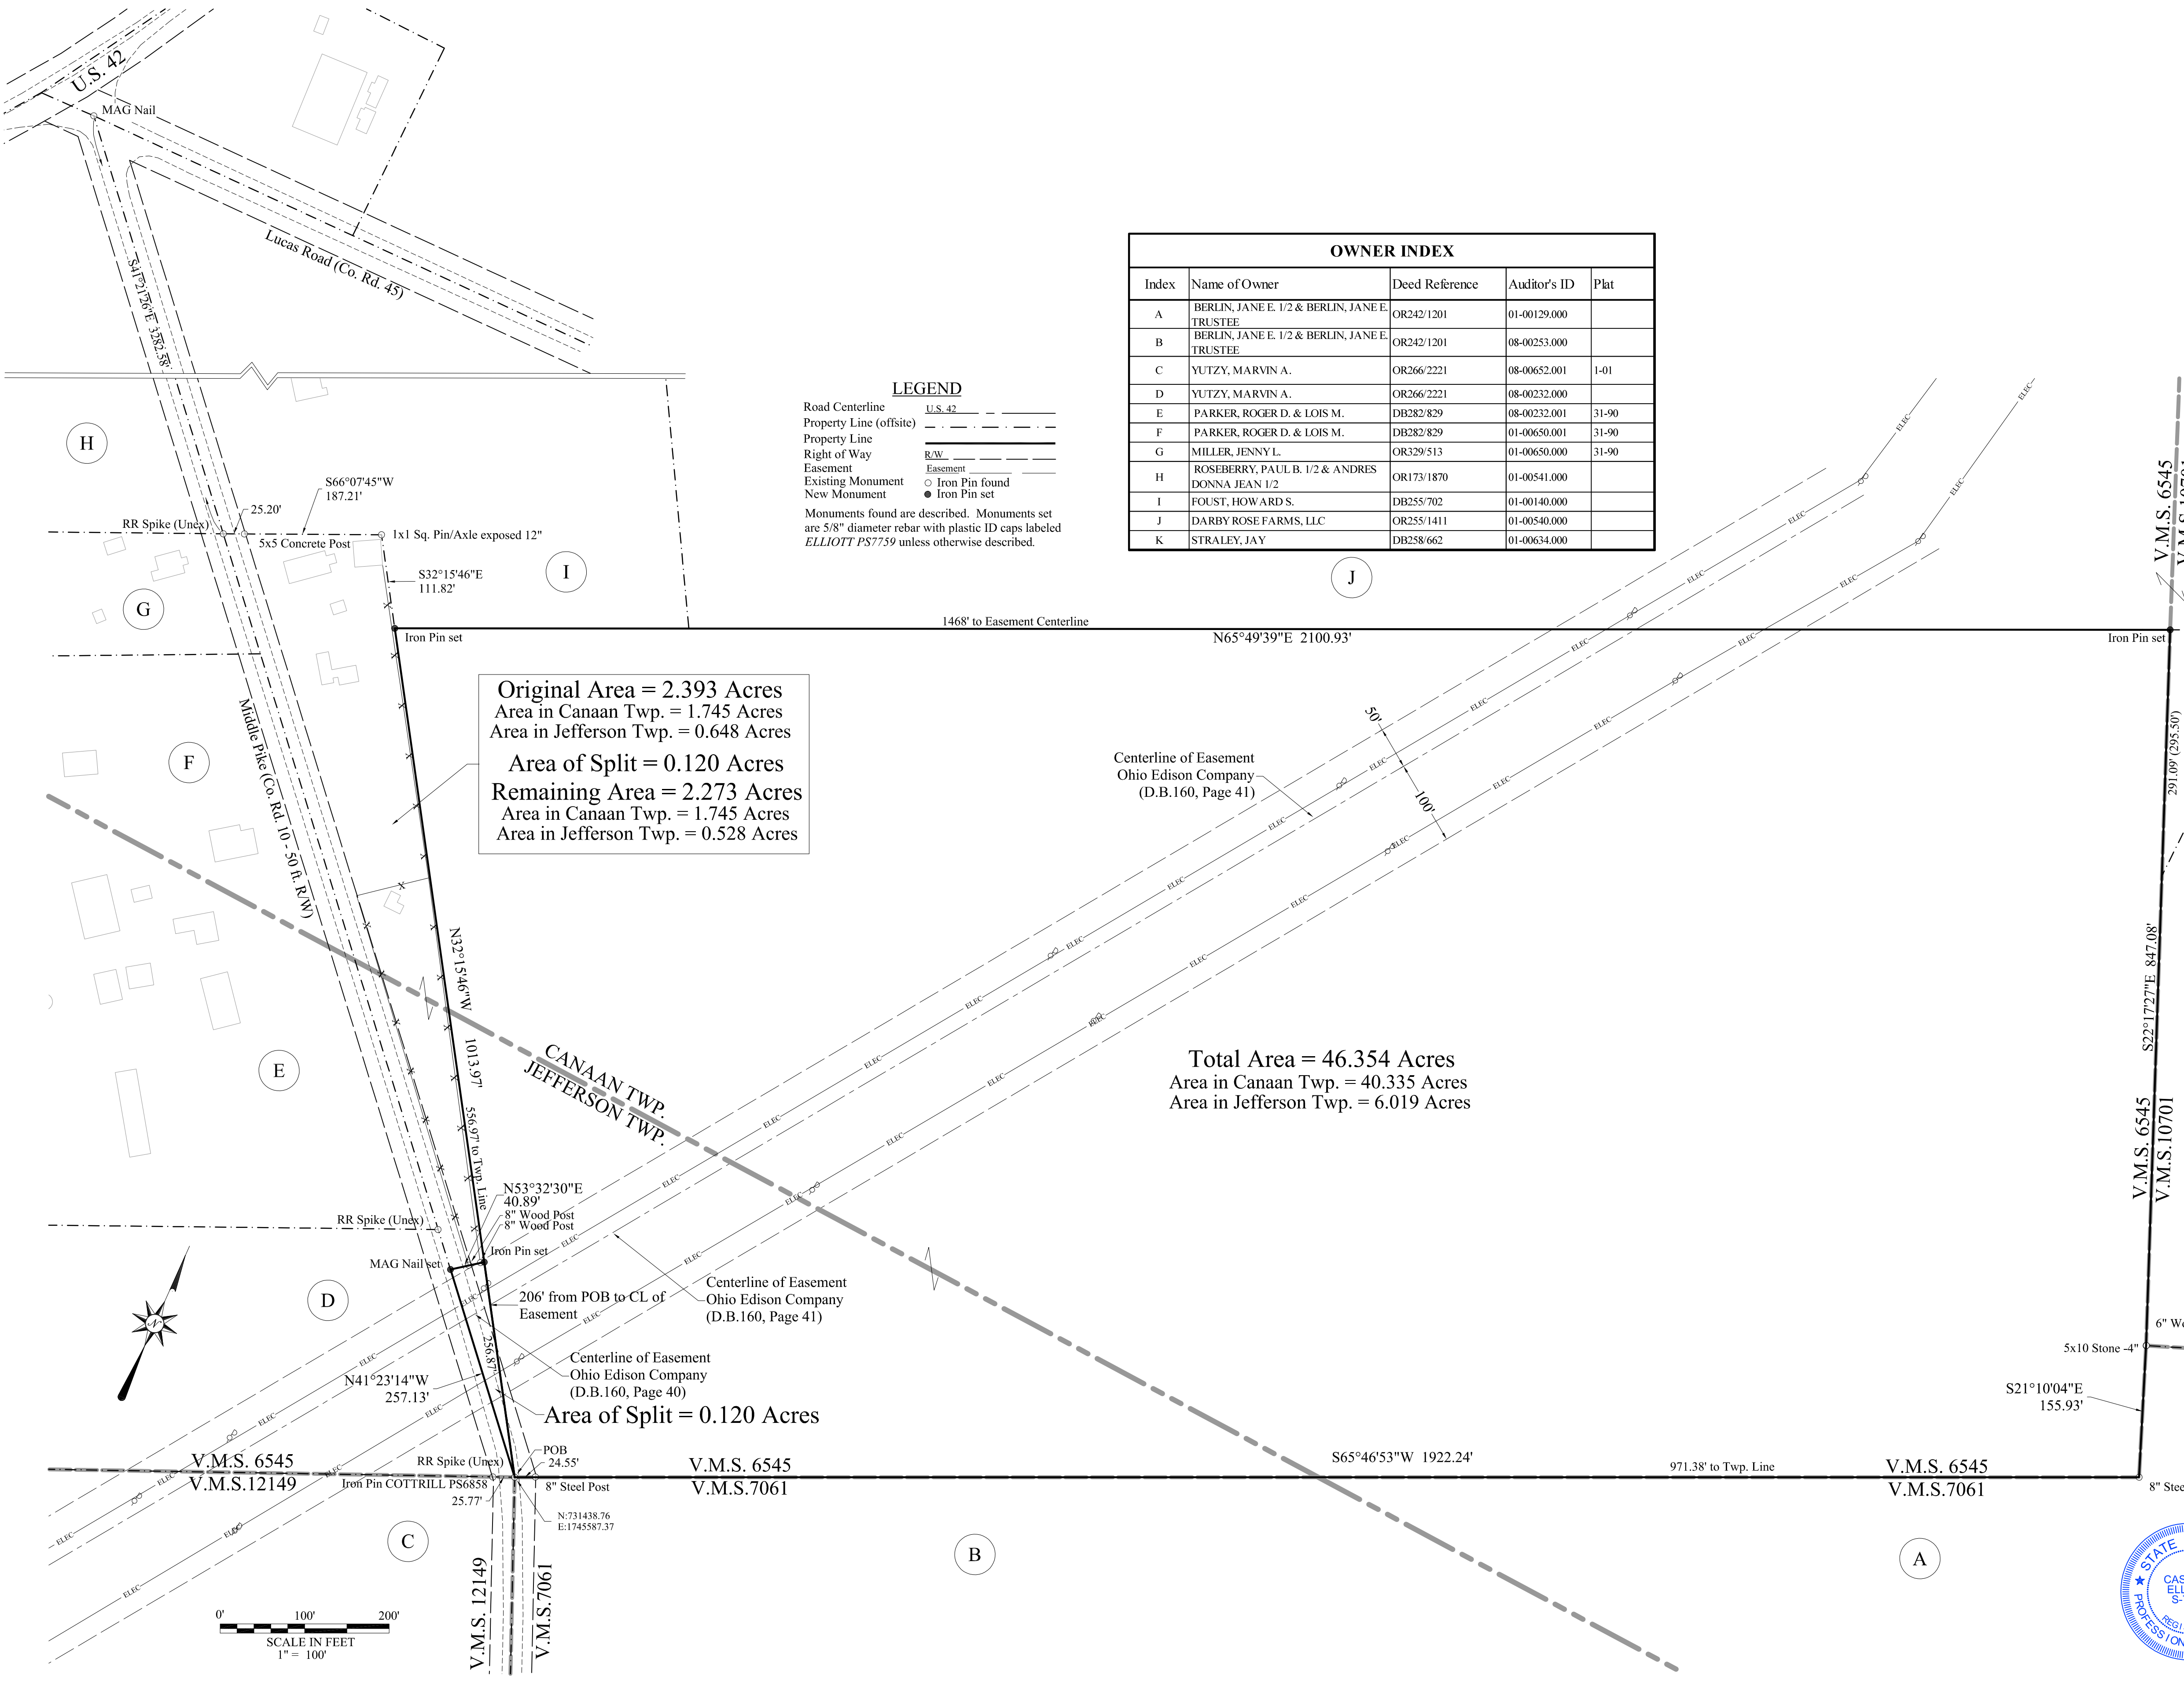 U.S. 42
MAG Nail
Lucas Road (Co. Rd. 45)
S41°21'26"E 3282.58'
OWNER INDEX
Index Name of Owner Deed Reference Auditor's ID Plat
A BERLIN, JANE E. 1/2 & BERLIN, JANE E. TRUSTEE OR242/1201 01-00129.000
B BERLIN, JANE E. 1/2 & BERLIN, JANE E. TRUSTEE OR242/1201 08-00253.000
C YUTZY, MARVIN A. OR266/2221 08-00652.001 1-01
D YUTZY, MARVIN A. OR266/2221 08-00232.000
E PARKER, ROGER D. & LOIS M. DB282/829 08-00232.001 31-90
F PARKER, ROGER D. & LOIS M. DB282/829 01-00650.001 31-90
G MILLER, JENNY L. OR329/513 01-00650.000 31-90
H ROSEBERRY, PAUL B. 1/2 & ANDRES DONNA JEAN 1/2 OR173/1870 01-00541.000
I FOUST, HOWARD S. DB255/702 01-00140.000
J DARBY ROSE FARMS, LLC OR255/1411 01-00540.000
K STRALEY, JAY DB258/662 01-00634.000
LEGEND
Road Centerline U.S. 42
Property Line (offsite)
Property Line
Right of Way R/W
Easement Easement
Existing Monument Iron Pin found
New Monument Iron Pin set
Monuments found are described. Monuments set
are 5/8" diameter rebar with plastic ID caps labeled
ELLIOTT PS7759 unless otherwise described.
H
S66°07'45"W
187.21'
25.20'
RR Spike (Unex)
5x5 Concrete Post
1x1 Sq. Pin/Axle exposed 12"
I
J
G
S32°15'46"E
111.82'
Iron Pin set
1468' to Easement Centerline
N65°49'39"E 2100.93'
Iron Pin set
V.M.S. 6545
Original Area = 2.393 Acres
Area in Canaan Twp. = 1.745 Acres
Area in Jefferson Twp. = 0.648 Acres
Area of Split = 0.120 Acres
Remaining Area = 2.273 Acres
Area in Canaan Twp. = 1.745 Acres
Area in Jefferson Twp. = 0.528 Acres
F
Middle Pike (Co. Rd. 10 - 50 ft. R/W)
50'
100'
Centerline of Easement
Ohio Edison Company
(D.B.160, Page 41)
291.09' (295.50')
S22°17'27"E 847.08'
N32°15'46"W
1013.97'
556.97' to Twp. Line
CANAAN TWP.
JEFFERSON TWP.
E
Total Area = 46.354 Acres
Area in Canaan Twp. = 40.335 Acres
Area in Jefferson Twp. = 6.019 Acres
V.M.S. 6545
V.M.S.10701
N53°32'30"E
40.89'
8" Wood Post
8" Wood Post
RR Spike (Unex)
Iron Pin set
MAG Nail set
D
N
206' from POB to CL of
Easement
Centerline of Easement
Ohio Edison Company
(D.B.160, Page 41)
256.87'
Centerline of Easement
Ohio Edison Company
(D.B.160, Page 40)
N41°23'14"W
257.13'
Area of Split = 0.120 Acres
5x10 Stone -4"
S21°10'04"E
155.93'
V.M.S. 6545
V.M.S.12149
RR Spike (Unex)
Iron Pin COTTRILL PS6858
25.77'
POB
24.55'
8" Steel Post
N:731438.76
E:1745587.37
V.M.S. 6545
V.M.S.7061
S65°46'53"W 1922.24'
971.38' to Twp. Line
V.M.S. 6545
V.M.S.7061
C
B
A
V.M.S. 12149
V.M.S.7061
0' 100' 200'
SCALE IN FEET
1" = 100'
ELEC
STATE